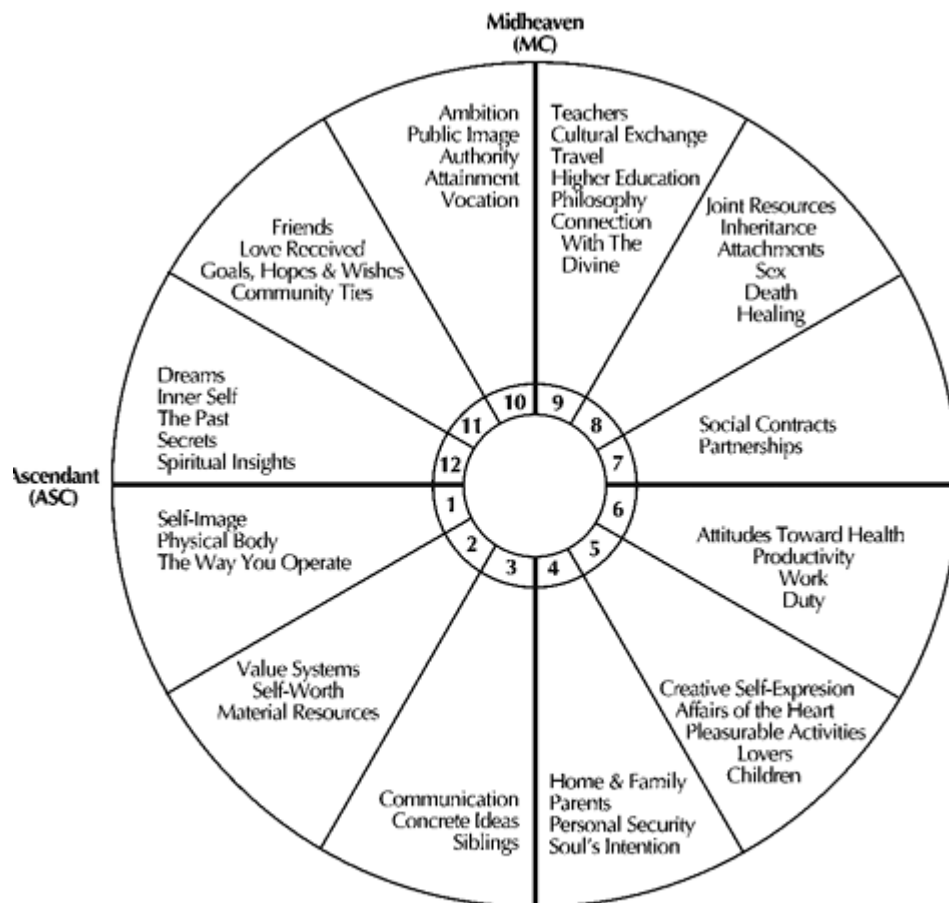 Midheaven
(MC)
Ambition
Public Image
Authority
Attainment
Vocation
Teachers
Cultural Exchange
Travel
Higher Education
Philosophy
Connection
With The
Divine
Joint Resources
Inheritance
Attachments
Sex
Death
Healing
Friends
Love Received
Goals, Hopes & Wishes
Community Ties
Dreams
Inner Self
The Past
Secrets
Spiritual Insights
Social Contracts
Partnerships
10
9
11
8
12
7
Ascendant
(ASC)
1
6
2
5
3
4
Self-Image
Physical Body
The Way You Operate
Attitudes Toward Health
Productivity
Work
Duty
Value Systems
Self-Worth
Material Resources
Creative Self-Expresion
Affairs of the Heart
Pleasurable Activities
Lovers
Children
Communication
Concrete Ideas
Siblings
Home & Family
Parents
Personal Security
Soul's Intention